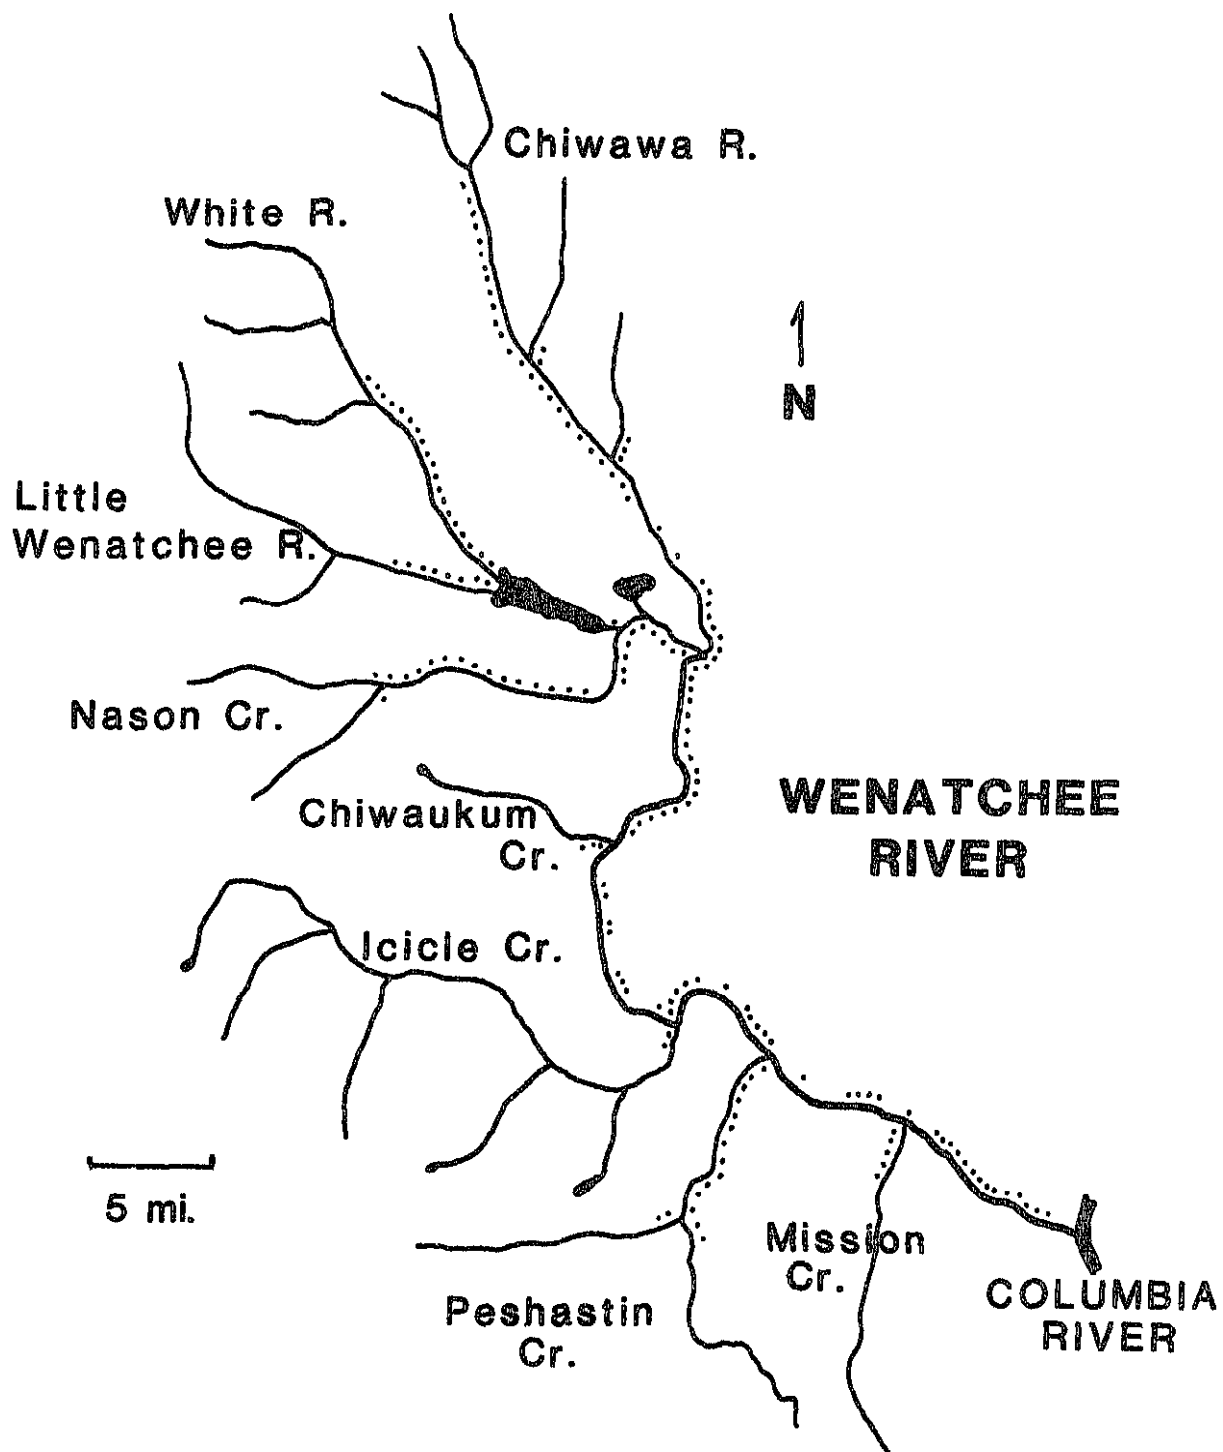 Chiwawa R.
White R.
N
Little
Wenatchee R.
Nason Cr.
Chiwaukum
Cr.
WENATCHEE
RIVER
Icicle Cr.
5 mi.
Mission
Cr.
Peshastin
Cr.
COLUMBIA
RIVER